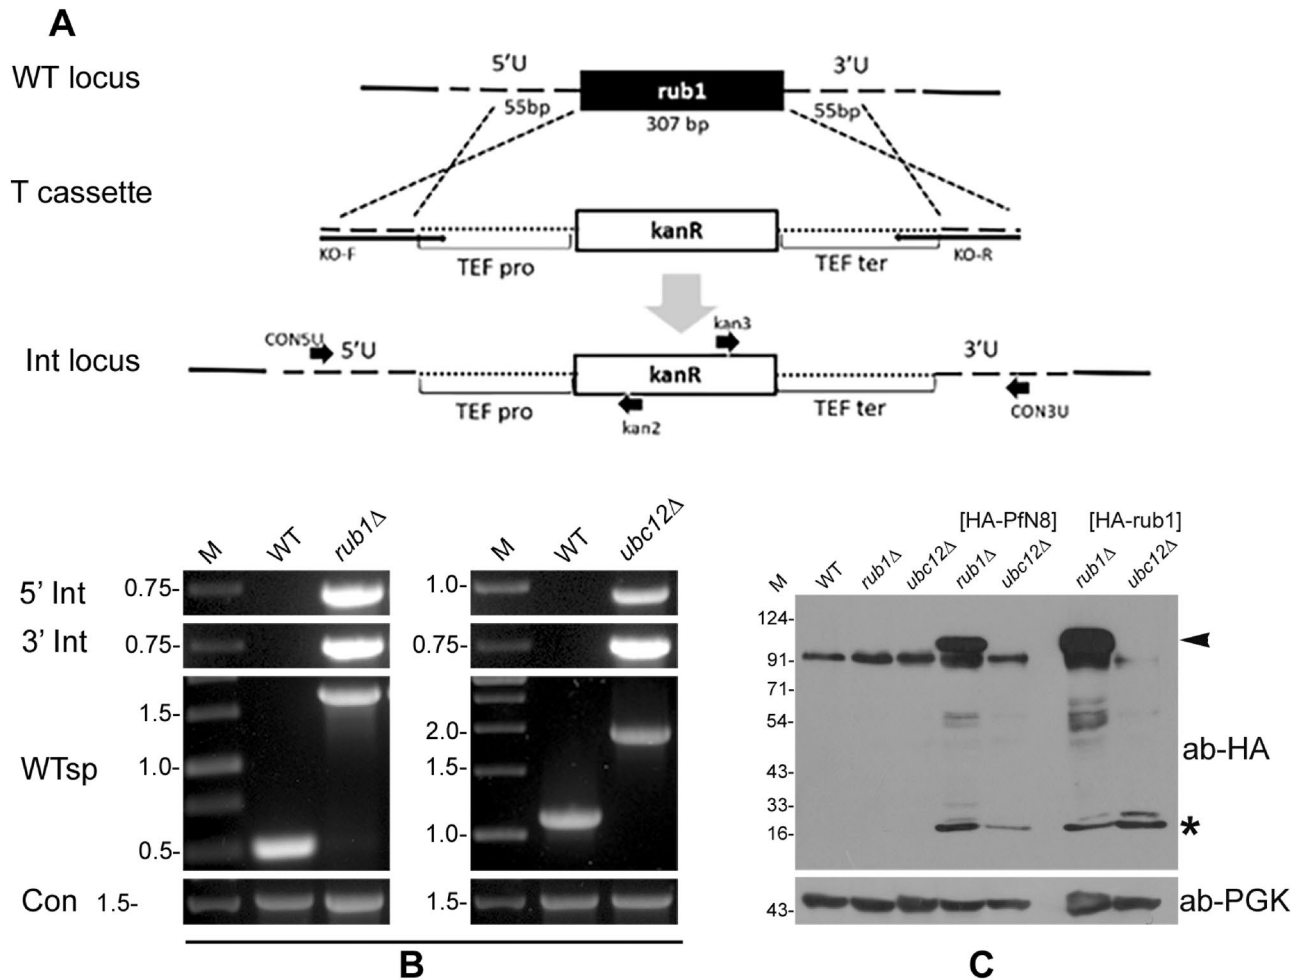 A
WT locus
5'U
3'U
rub1
55bp
55bp
307 bp
T cassette
kanR
KO-F
TEF pro
TEF ter
KO-R
Int locus
CON5U
5'U
kan3
3'U
kanR
TEF pro
kan2
TEF ter
CON3U
M
WT
rub1Δ
M
WT
ubc12Δ
5' Int
0.75-
1.0-
3' Int
0.75-
0.75-
WTsp
1.5-
1.0-
0.5-
2.0-
1.5-
1.0-
Con
1.5-
1.5-
B
[HA-PfN8]
[HA-rub1]
M
WT
rub1Δ
ubc12Δ
rub1Δ
ubc12Δ
rub1Δ
ubc12Δ
124-
91-
71-
54-
43-
33-
16-
ab-HA
*
43-
ab-PGK
C